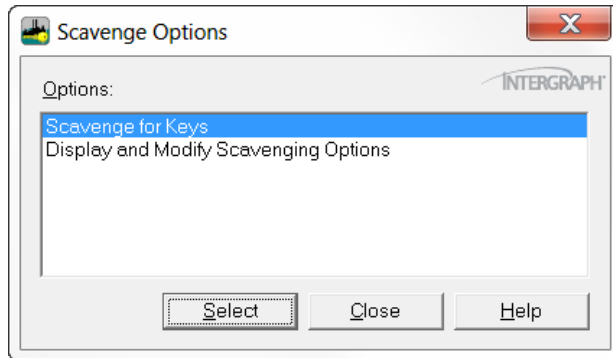 Scavenge Options
INTERGRAPH
Options:
Scavenge for Keys
Display and Modify Scavenging Options
Select Close Help